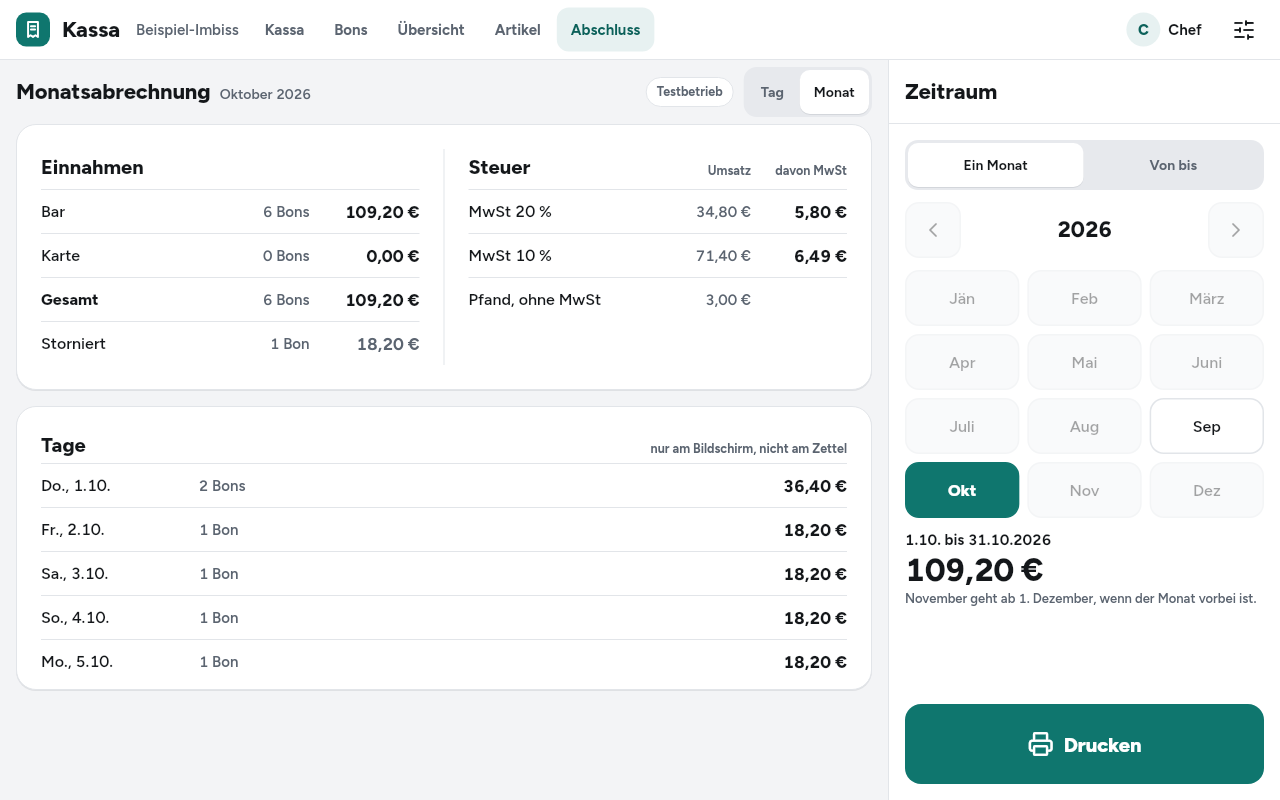 Kassa Beispiel-Imbiss Kassa Bons Übersicht Artikel Abschluss C Chef
Monatsabrechnung Oktober 2026 Testbetrieb Tag Monat
Einnahmen
Bar 6 Bons 109,20 €
Karte 0 Bons 0,00 €
Gesamt 6 Bons 109,20 €
Storniert 1 Bon 18,20 €
Steuer Umsatz davon MwSt
MwSt 20 % 34,80 € 5,80 €
MwSt 10 % 71,40 € 6,49 €
Pfand, ohne MwSt 3,00 €
Tage nur am Bildschirm, nicht am Zettel
Do., 1.10. 2 Bons 36,40 €
Fr., 2.10. 1 Bon 18,20 €
Sa., 3.10. 1 Bon 18,20 €
So., 4.10. 1 Bon 18,20 €
Mo., 5.10. 1 Bon 18,20 €
Zeitraum
Ein Monat Von bis
2026
Jän Feb März
Apr Mai Juni
Juli Aug Sep
Okt Nov Dez
1.10. bis 31.10.2026
109,20 €
November geht ab 1. Dezember, wenn der Monat vorbei ist.
Drucken